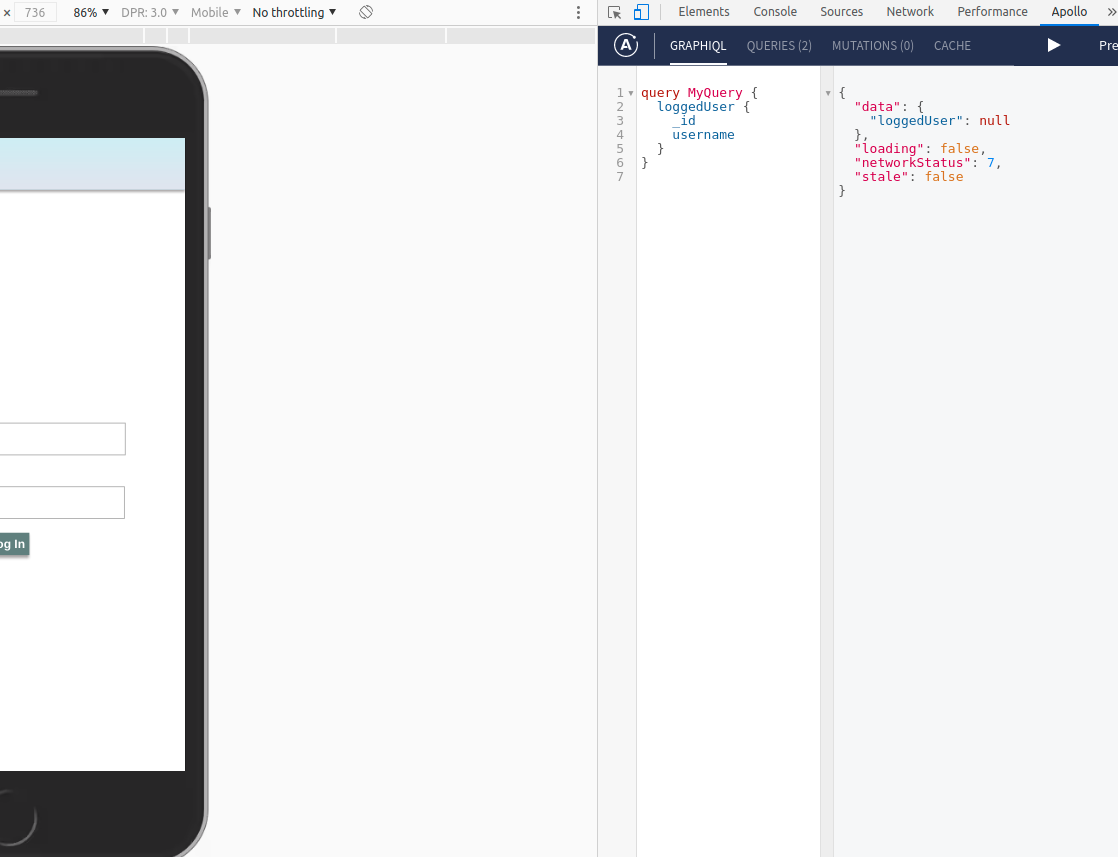 × 736 86% ▼ DPR: 3.0 ▼ Mobile ▼ No throttling ▼
Elements Console Sources Network Performance Apollo »
A GRAPHIQL QUERIES (2) MUTATIONS (0) CACHE Pre
1 query MyQuery {
2 loggedUser {
3 _id
4 username
5 }
6 }
7
{
"data": {
"loggedUser": null
},
"loading": false,
"networkStatus": 7,
"stale": false
}
og In